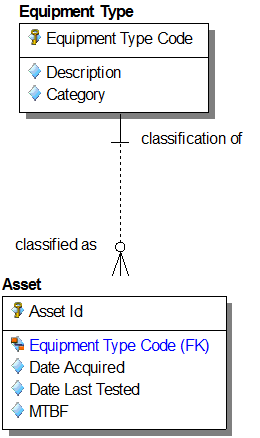 Equipment Type
Equipment Type Code
Description
Category
classification of
classified as
Asset
Asset Id
Equipment Type Code (FK)
Date Acquired
Date Last Tested
MTBF